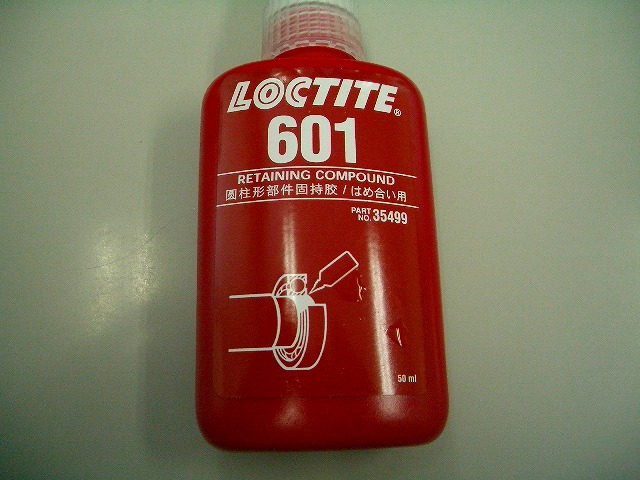 LOCTITE®
601
RETAINING COMPOUND
圆柱形部件固持胶/はめ合い用
PART NO. 35499
50 ml